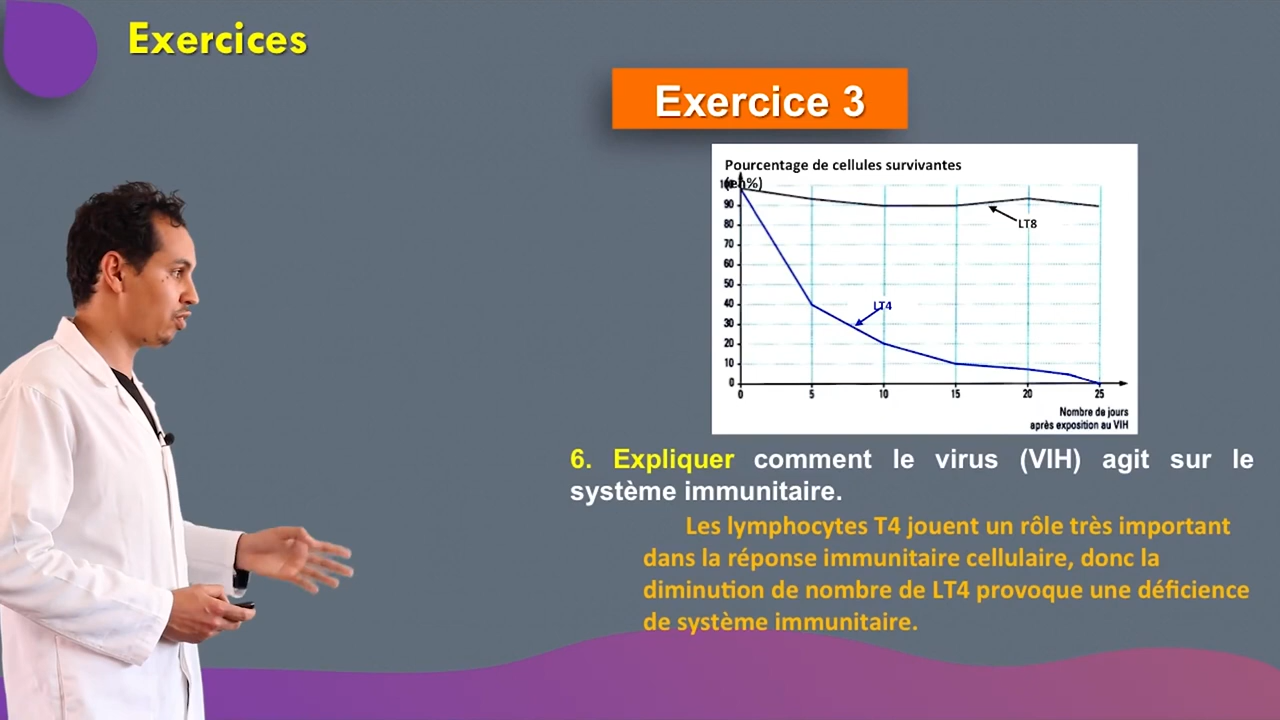 Exercices
Exercice 3
Pourcentage de cellules survivantes
(en%)
100
90
80
70
60
50
40
30
20
10
0
LT8
LT4
0 5 10 15 20 25
Nombre de jours
après exposition au VIH
6. Expliquer comment le virus (VIH) agit sur le
système immunitaire.
Les lymphocytes T4 jouent un rôle très important
dans la réponse immunitaire cellulaire, donc la
diminution de nombre de LT4 provoque une déficience
de système immunitaire.